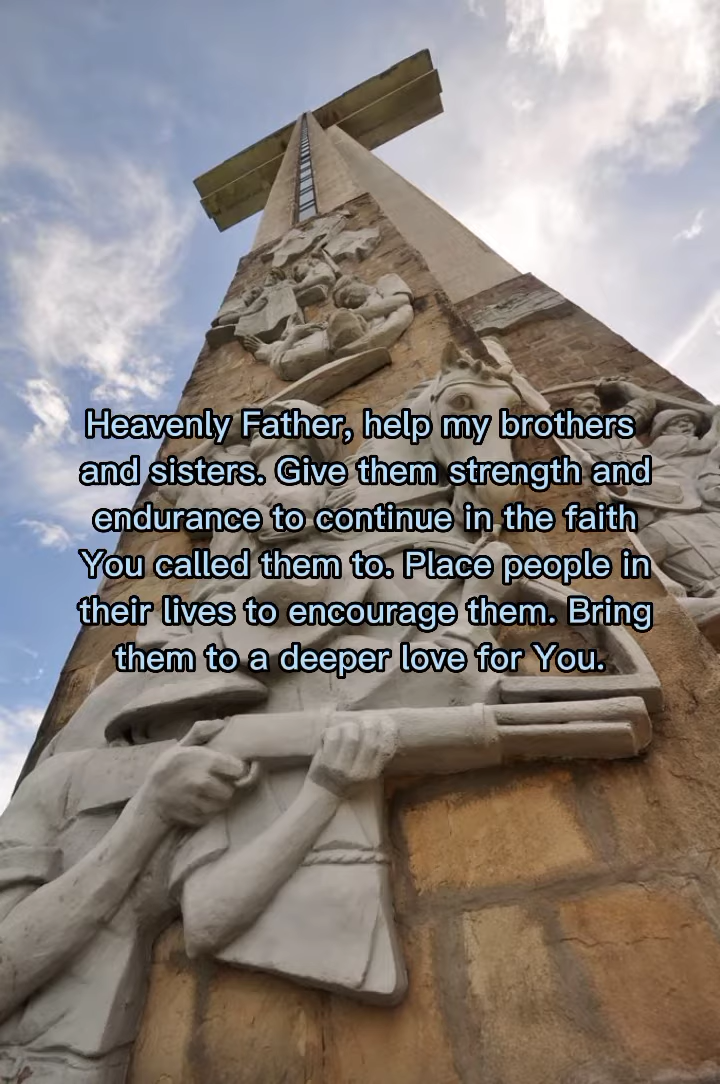 Heavenly Father, help my brothers
and sisters. Give them strength and
endurance to continue in the faith
You called them to. Place people in
their lives to encourage them. Bring
them to a deeper love for You.